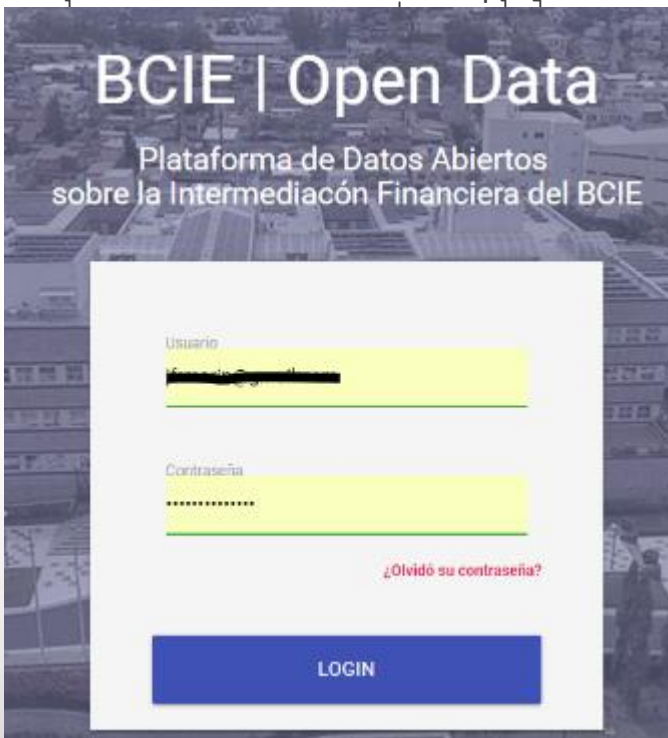 BCIE | Open Data
Plataforma de Datos Abiertos
sobre la Intermediacón Financiera del BCIE
Usuario
Contraseña
••••••••••••••
¿Olvidó su contraseña?
LOGIN